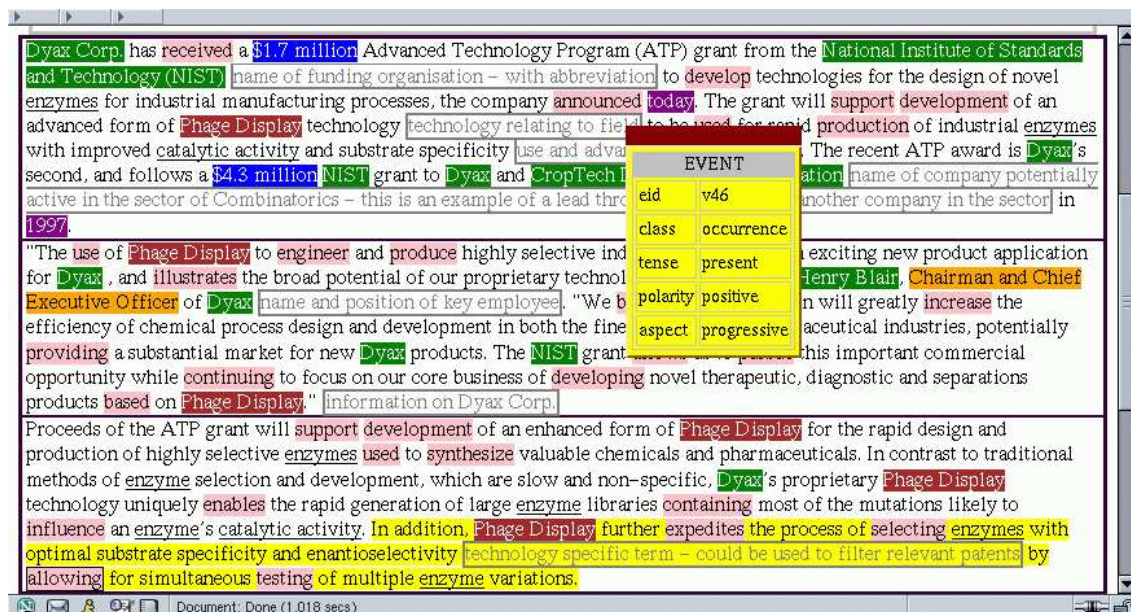 Dyax Corp. has received a $1.7 million Advanced Technology Program (ATP) grant from the National Institute of Standards
and Technology (NIST) name of funding organisation – with abbreviation to develop technologies for the design of novel
enzymes for industrial manufacturing processes, the company announced today. The grant will support development of an
advanced form of Phage Display technology technology relating to field to be used for rapid production of industrial enzymes
with improved catalytic activity and substrate specificity use and advan . The recent ATP award is Dyax's
second, and follows a $4.3 million NIST grant to Dyax and CropTech ation name of company potentially
active in the sector of Combinatorics – this is an example of a lead thro another company in the sector in
1997.
"The use of Phage Display to engineer and produce highly selective ind exciting new product application
for Dyax , and illustrates the broad potential of our proprietary technol Henry Blair, Chairman and Chief
Executive Officer of Dyax name and position of key employee. "We b n will greatly increase the
efficiency of chemical process design and development in both the fine aceutical industries, potentially
providing a substantial market for new Dyax products. The NIST grant this important commercial
opportunity while continuing to focus on our core business of developing novel therapeutic, diagnostic and separations
products based on Phage Display." information on Dyax Corp.
Proceeds of the ATP grant will support development of an enhanced form of Phage Display for the rapid design and
production of highly selective enzymes used to synthesize valuable chemicals and pharmaceuticals. In contrast to traditional
methods of enzyme selection and development, which are slow and non–specific, Dyax's proprietary Phage Display
technology uniquely enables the rapid generation of large enzyme libraries containing most of the mutations likely to
influence an enzyme's catalytic activity. In addition, Phage Display further expedites the process of selecting enzymes with
optimal substrate specificity and enantioselectivity technology specific term – could be used to filter relevant patents by
allowing for simultaneous testing of multiple enzyme variations.
EVENT
eid v46
class occurrence
tense present
polarity positive
aspect progressive
Document: Done (1.018 secs)